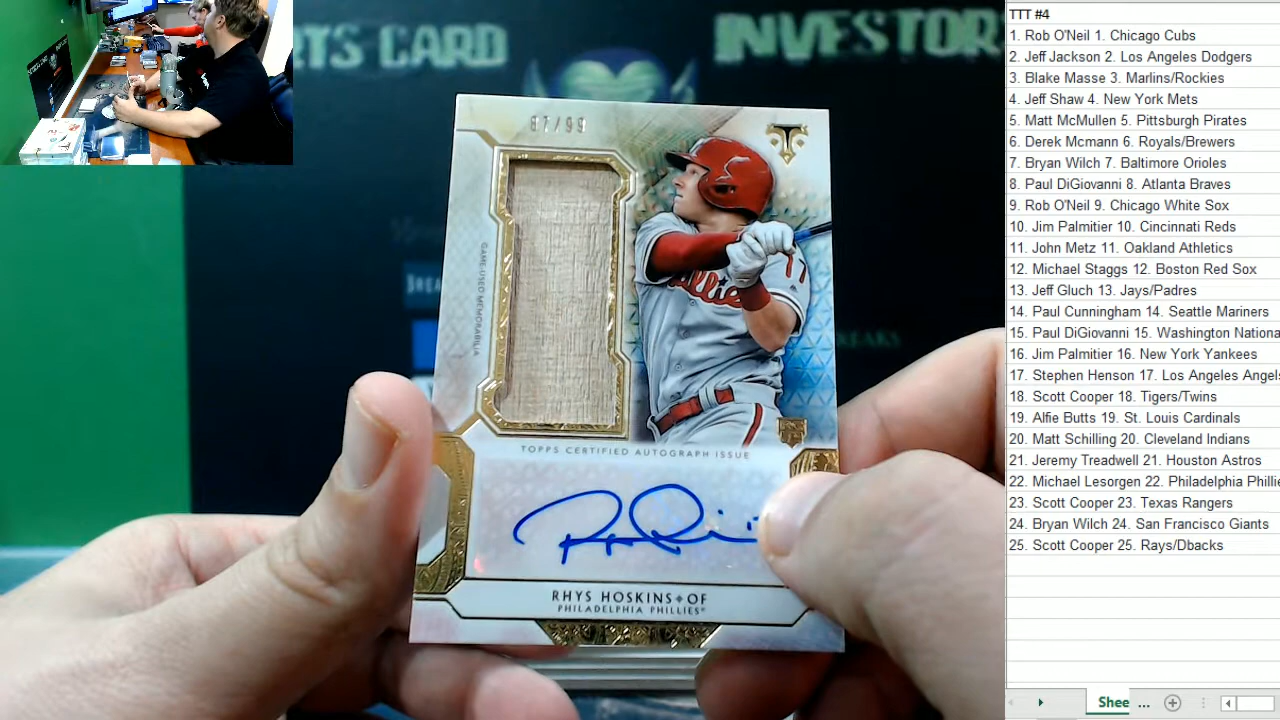 RTS CARD
INVESTOR
87/99
GAME-USED MEMORABILIA
Phillies
17
TOPPS CERTIFIED AUTOGRAPH ISSUE
RHYS HOSKINS OF
PHILADELPHIA PHILLIES®
BREA
REAKS
TTT #4
1. Rob O'Neil 1. Chicago Cubs
2. Jeff Jackson 2. Los Angeles Dodgers
3. Blake Masse 3. Marlins/Rockies
4. Jeff Shaw 4. New York Mets
5. Matt McMullen 5. Pittsburgh Pirates
6. Derek Mcmann 6. Royals/Brewers
7. Bryan Wilch 7. Baltimore Orioles
8. Paul DiGiovanni 8. Atlanta Braves
9. Rob O'Neil 9. Chicago White Sox
10. Jim Palmitier 10. Cincinnati Reds
11. John Metz 11. Oakland Athletics
12. Michael Staggs 12. Boston Red Sox
13. Jeff Gluch 13. Jays/Padres
14. Paul Cunningham 14. Seattle Mariners
15. Paul DiGiovanni 15. Washington Nationa
16. Jim Palmitier 16. New York Yankees
17. Stephen Henson 17. Los Angeles Angels
18. Scott Cooper 18. Tigers/Twins
19. Alfie Butts 19. St. Louis Cardinals
20. Matt Schilling 20. Cleveland Indians
21. Jeremy Treadwell 21. Houston Astros
22. Michael Lesorgen 22. Philadelphia Phillie
23. Scott Cooper 23. Texas Rangers
24. Bryan Wilch 24. San Francisco Giants
25. Scott Cooper 25. Rays/Dbacks
Shee ...